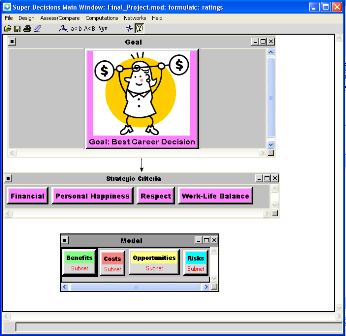 Super Decisions Main Window: Final_Project.mod: formulaic: ratings
File Design Assess/Compare Computations Networks Help
Goal
$ $
Goal: Best Career Decision
Strategic Criteria
Financial Personal Happiness Respect Work-Life Balance
Model
Benefits Costs Opportunities Risks
Subnet Subnet Subnet Subnet